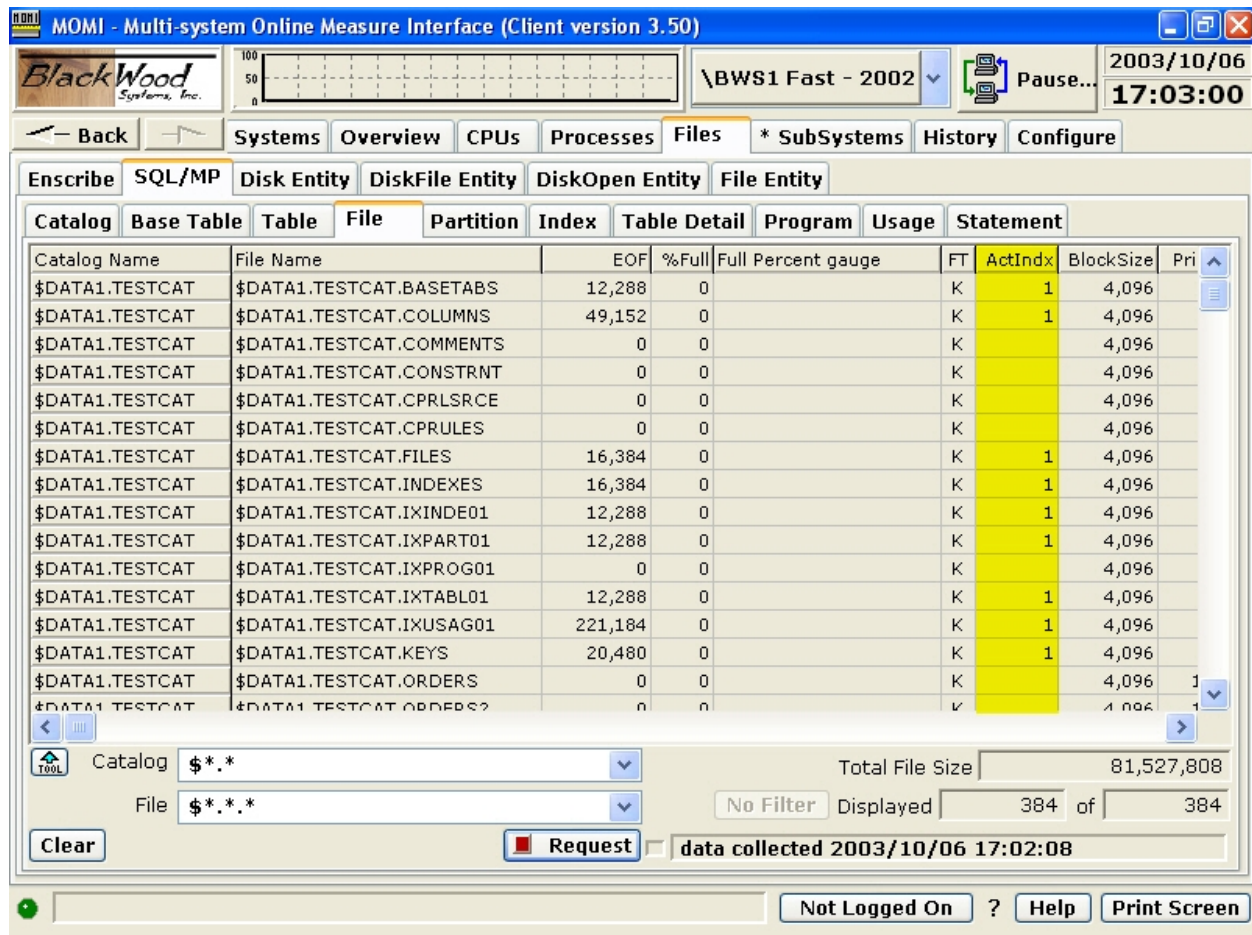 MOMI
MOMI - Multi-system Online Measure Interface (Client version 3.50)
BlackWood
Systems, Inc.
100
50
0
\BWS1 Fast - 2002
Pause...
2003/10/06
17:03:00
Back
Systems Overview CPUs Processes Files * SubSystems History Configure
Enscribe SQL/MP Disk Entity DiskFile Entity DiskOpen Entity File Entity
Catalog Base Table Table File Partition Index Table Detail Program Usage Statement
Catalog Name File Name EOF %Full Full Percent gauge FT ActIndx BlockSize Pri
$DATA1.TESTCAT $DATA1.TESTCAT.BASETABS 12,288 0 K 1 4,096
$DATA1.TESTCAT $DATA1.TESTCAT.COLUMNS 49,152 0 K 1 4,096
$DATA1.TESTCAT $DATA1.TESTCAT.COMMENTS 0 0 K 4,096
$DATA1.TESTCAT $DATA1.TESTCAT.CONSTRNT 0 0 K 4,096
$DATA1.TESTCAT $DATA1.TESTCAT.CPRLSRCE 0 0 K 4,096
$DATA1.TESTCAT $DATA1.TESTCAT.CPRULES 0 0 K 4,096
$DATA1.TESTCAT $DATA1.TESTCAT.FILES 16,384 0 K 1 4,096
$DATA1.TESTCAT $DATA1.TESTCAT.INDEXES 16,384 0 K 1 4,096
$DATA1.TESTCAT $DATA1.TESTCAT.IXINDE01 12,288 0 K 1 4,096
$DATA1.TESTCAT $DATA1.TESTCAT.IXPART01 12,288 0 K 1 4,096
$DATA1.TESTCAT $DATA1.TESTCAT.IXPROG01 0 0 K 4,096
$DATA1.TESTCAT $DATA1.TESTCAT.IXTABL01 12,288 0 K 1 4,096
$DATA1.TESTCAT $DATA1.TESTCAT.IXUSAG01 221,184 0 K 1 4,096
$DATA1.TESTCAT $DATA1.TESTCAT.KEYS 20,480 0 K 1 4,096
$DATA1.TESTCAT $DATA1.TESTCAT.ORDERS 0 0 K 4,096 1
$DATA1.TESTCAT $DATA1.TESTCAT.ORDERS2 0 0 K 4,096 1
TOOL
Catalog $*.*
Total File Size 81,527,808
File $*.*.*
No Filter Displayed 384 of 384
Clear Request data collected 2003/10/06 17:02:08
Not Logged On ? Help Print Screen